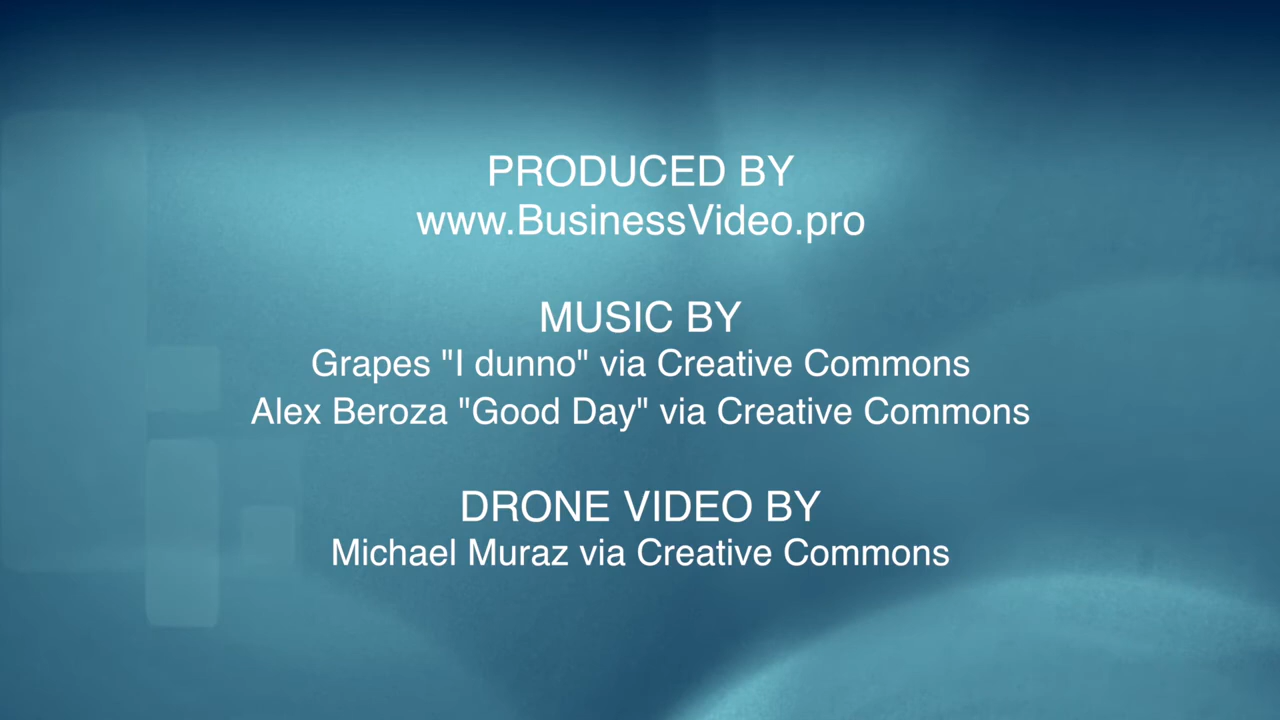 PRODUCED BY
www.BusinessVideo.pro
MUSIC BY
Grapes "I dunno" via Creative Commons
Alex Beroza "Good Day" via Creative Commons
DRONE VIDEO BY
Michael Muraz via Creative Commons